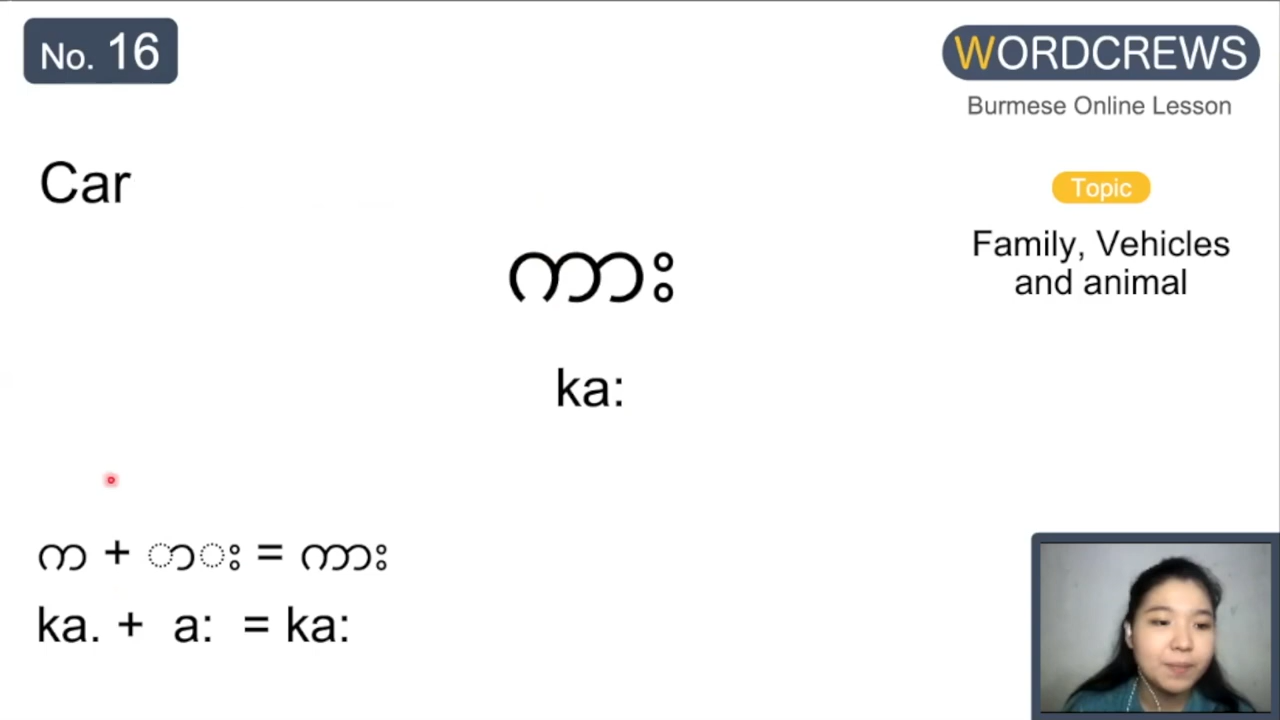 No. 16
WORDCREWS
Burmese Online Lesson
Car
Topic
Family, Vehicles
and animal
ကား
ka:
က + ား = ကား
ka. + a: = ka: